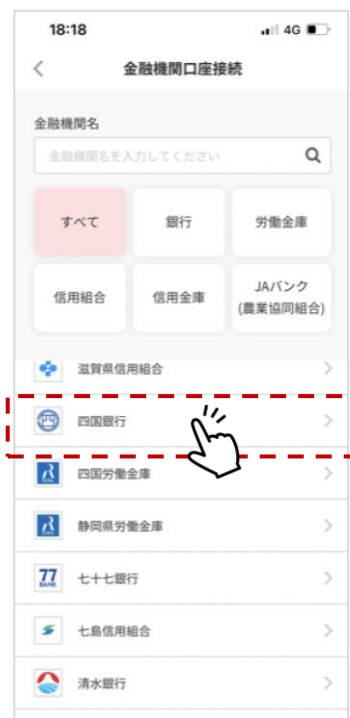 18:18 4G
金融機関口座接続
金融機関名
金融機関名を入力してください
すべて 銀行 労働金庫
信用組合 信用金庫 JAバンク
(農業協同組合)
滋賀県信用組合
四国銀行
四国労働金庫
静岡県労働金庫
77
BANK
七十七銀行
七島信用組合
清水銀行